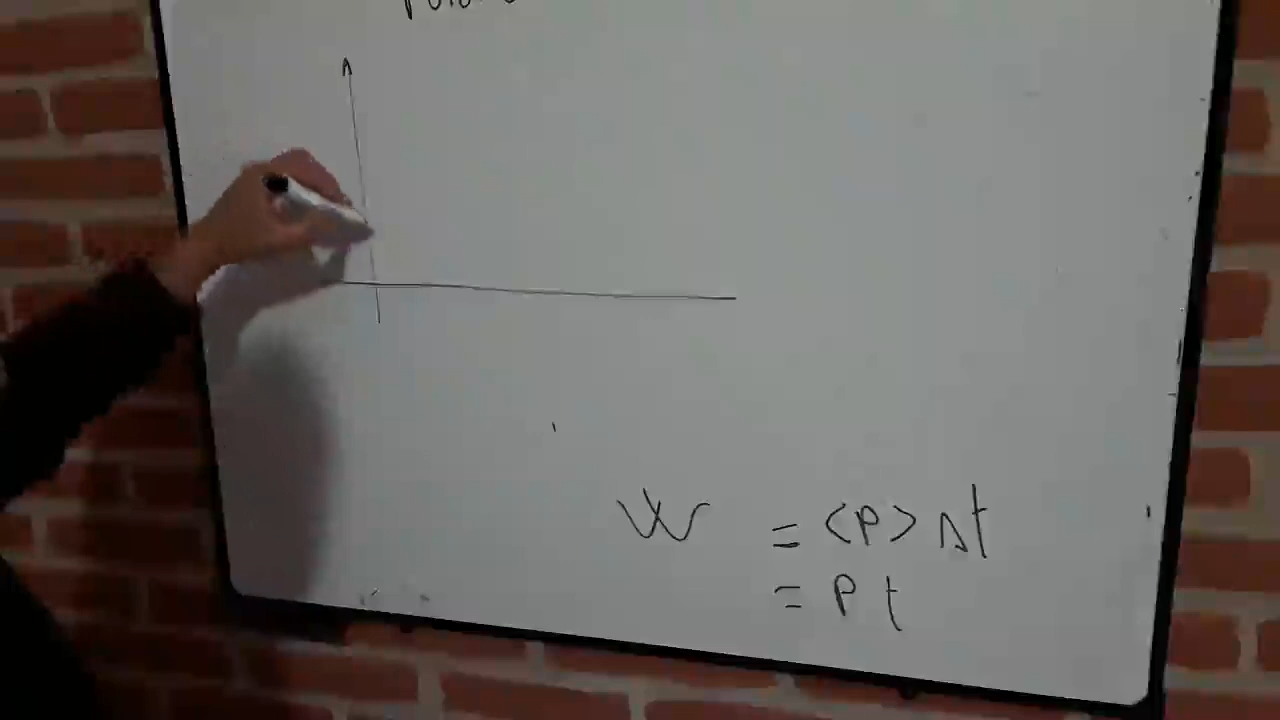 W = <P> Δt
= P t